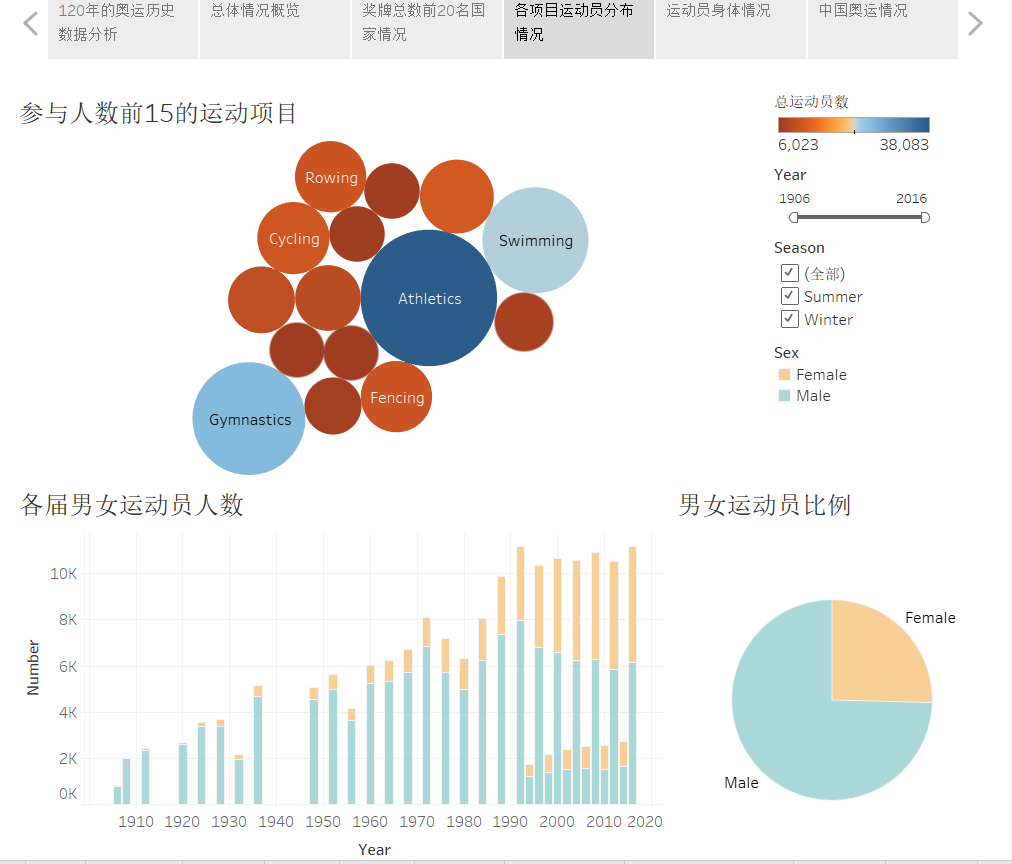 120年的奥运历史
数据分析
总体情况概览
奖牌总数前20名国
家情况
各项目运动员分布
情况
运动员身体情况
中国奥运情况
参与人数前15的运动项目
Rowing
Cycling
Swimming
Athletics
Fencing
Gymnastics
总运动员数
6,023
38,083
Year
1906
2016
Season
(全部)
Summer
Winter
Sex
Female
Male
各届男女运动员人数
10K
8K
6K
4K
2K
0K
Number
1910
1920
1930
1940
1950
1960
1970
1980
1990
2000
2010
2020
Year
男女运动员比例
Female
Male